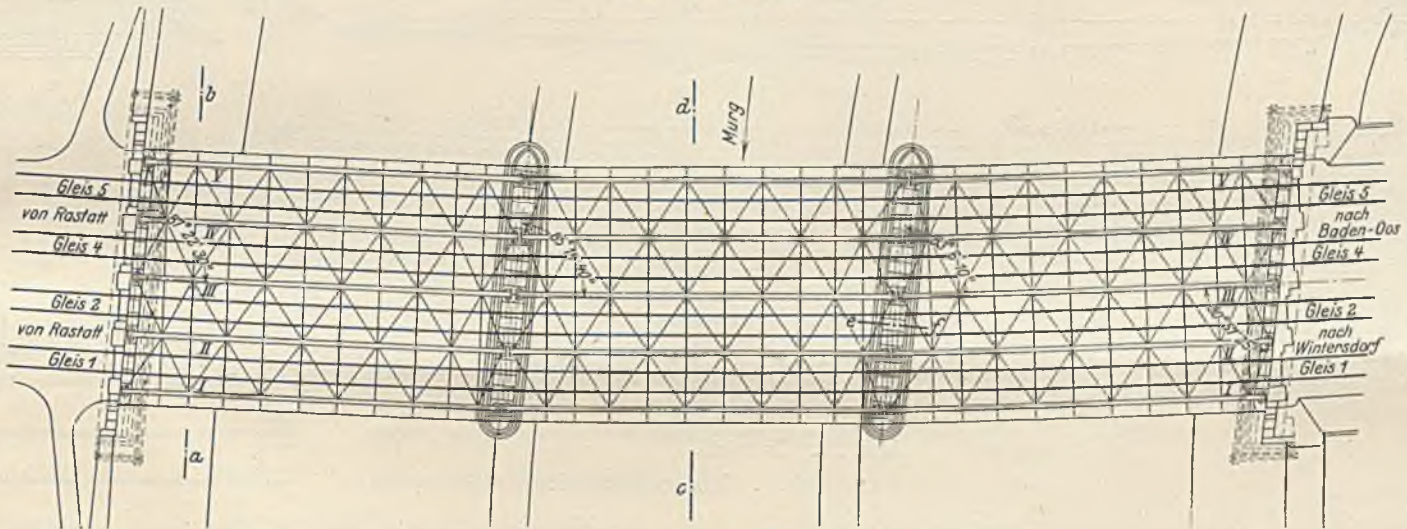 b
d
Murg
Gleis 5
von Rastatt
Gleis 4
Gleis 2
von Rastatt
Gleis 1
V
IV
III
II
I
V
IV
III
II
I
e
f
Gleis 5
nach
Baden-Oos
Gleis 4
Gleis 2
nach
Wintersdorf
Gleis 1
a
c